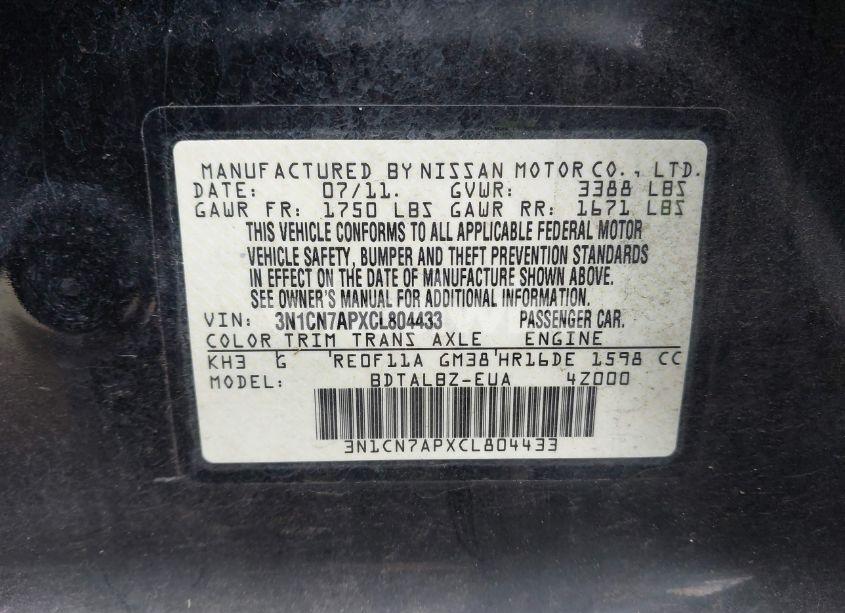 MANUFACTURED BY NISSAN MOTOR CO., LTD.
DATE: 07/11. GVWR: 3388 LBS
GAWR FR: 1750 LBS GAWR RR: 1671 LBS
THIS VEHICLE CONFORMS TO ALL APPLICABLE FEDERAL MOTOR
VEHICLE SAFETY, BUMPER AND THEFT PREVENTION STANDARDS
IN EFFECT ON THE DATE OF MANUFACTURE SHOWN ABOVE.
SEE OWNER'S MANUAL FOR ADDITIONAL INFORMATION.
VIN: 3N1CN7APXCL804433 PASSENGER CAR.
COLOR TRIM TRANS AXLE ENGINE
KH3 G RE0F11A GM38 HR16DE 1598 CC
MODEL: BDTALBZ-EUA 4Z000
3N1CN7APXCL804433